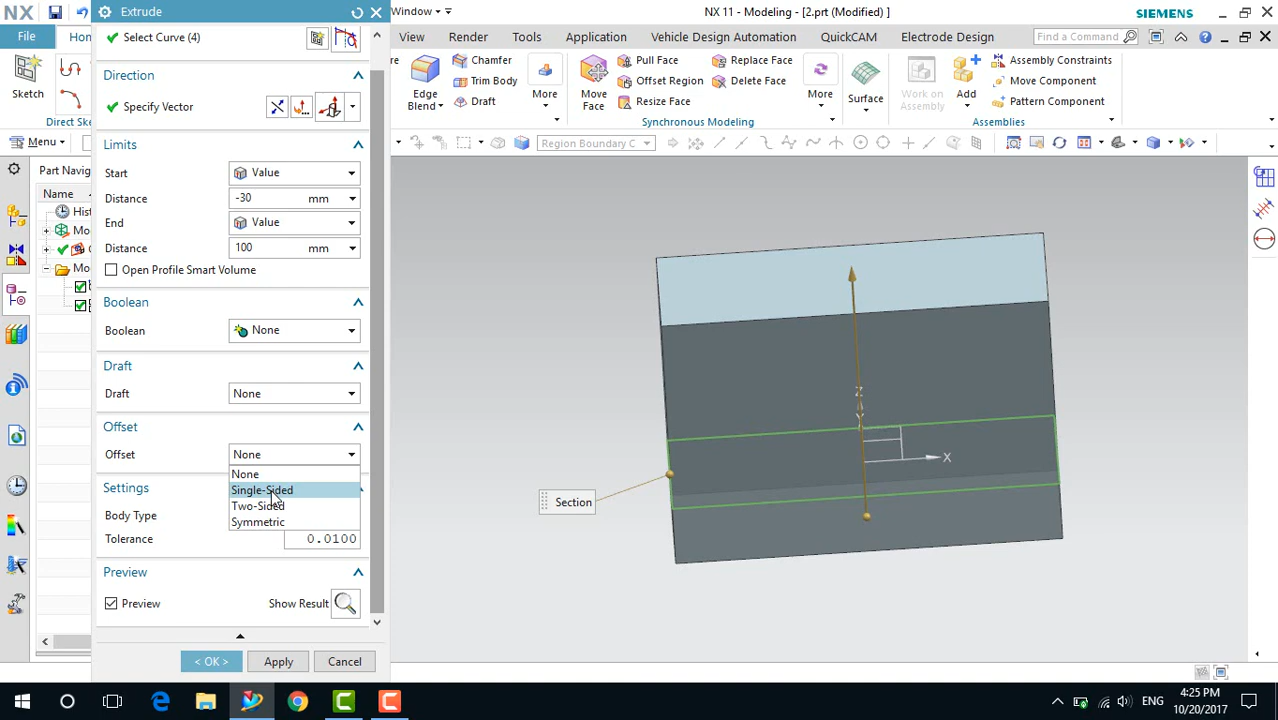 NX
Window
NX 11 - Modeling - [2.prt (Modified) ]
SIEMENS
Extrude
File
View
Render
Tools
Application
Vehicle Design Automation
QuickCAM
Electrode Design
Find a Command
Select Curve (4)
Direction
Specify Vector
Limits
Start
Value
Distance
-30
mm
End
Value
Distance
100
mm
Open Profile Smart Volume
Boolean
Boolean
None
Draft
Draft
None
Offset
Offset
None
None
Single-Sided
Two-Sided
Symmetric
Settings
Body Type
Tolerance
0.0100
Preview
Preview
Show Result
< OK >
Apply
Cancel
Sketch
Direct Sk
Menu
Part Navig
Name
Hist
Edge
Blend
Chamfer
Trim Body
Draft
More
Move
Face
Pull Face
Offset Region
Resize Face
Replace Face
Delete Face
More
Synchronous Modeling
Surface
Work on
Assembly
Add
Assembly Constraints
Move Component
Pattern Component
Assemblies
Region Boundary C
Section
Z
Y
X
ENG
4:25 PM
10/20/2017